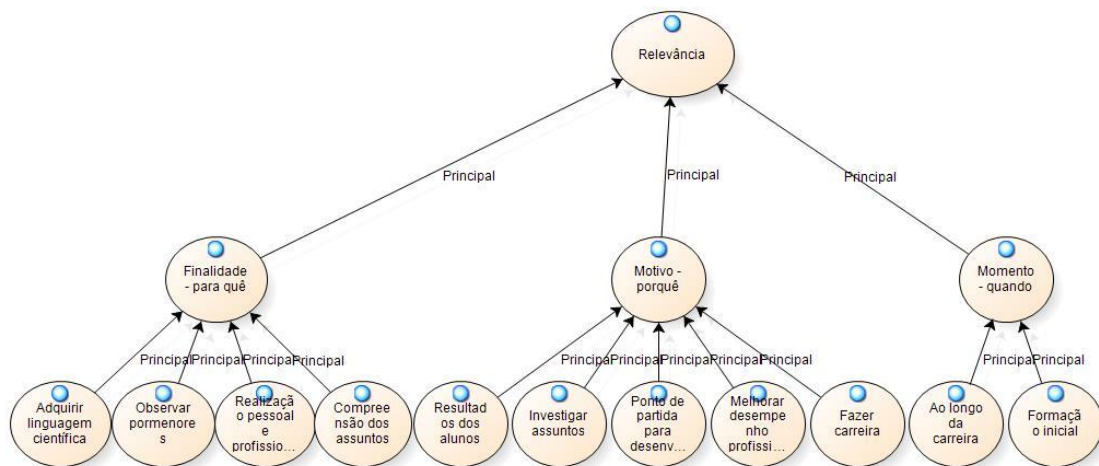 Relevância
Principal
Principal
Principal
Finalidade
- para quê
Motivo -
porquê
Momento
- quando
Principal
Principal
Principal
Principal
Principal
Principal
Principal
Principal
Principal
Principal
Principal
Adquirir
linguagem
científica
Observar
pormenore
s
Realizaçã
o pessoal
e
profissio...
Compree
nsão dos
assuntos
Resultad
os dos
alunos
Investigar
assuntos
Ponto de
partida
para
desenv...
Melhorar
desempe
nho
profissi...
Fazer
carreira
Ao longo
da
carreira
Formaçã
o inicial